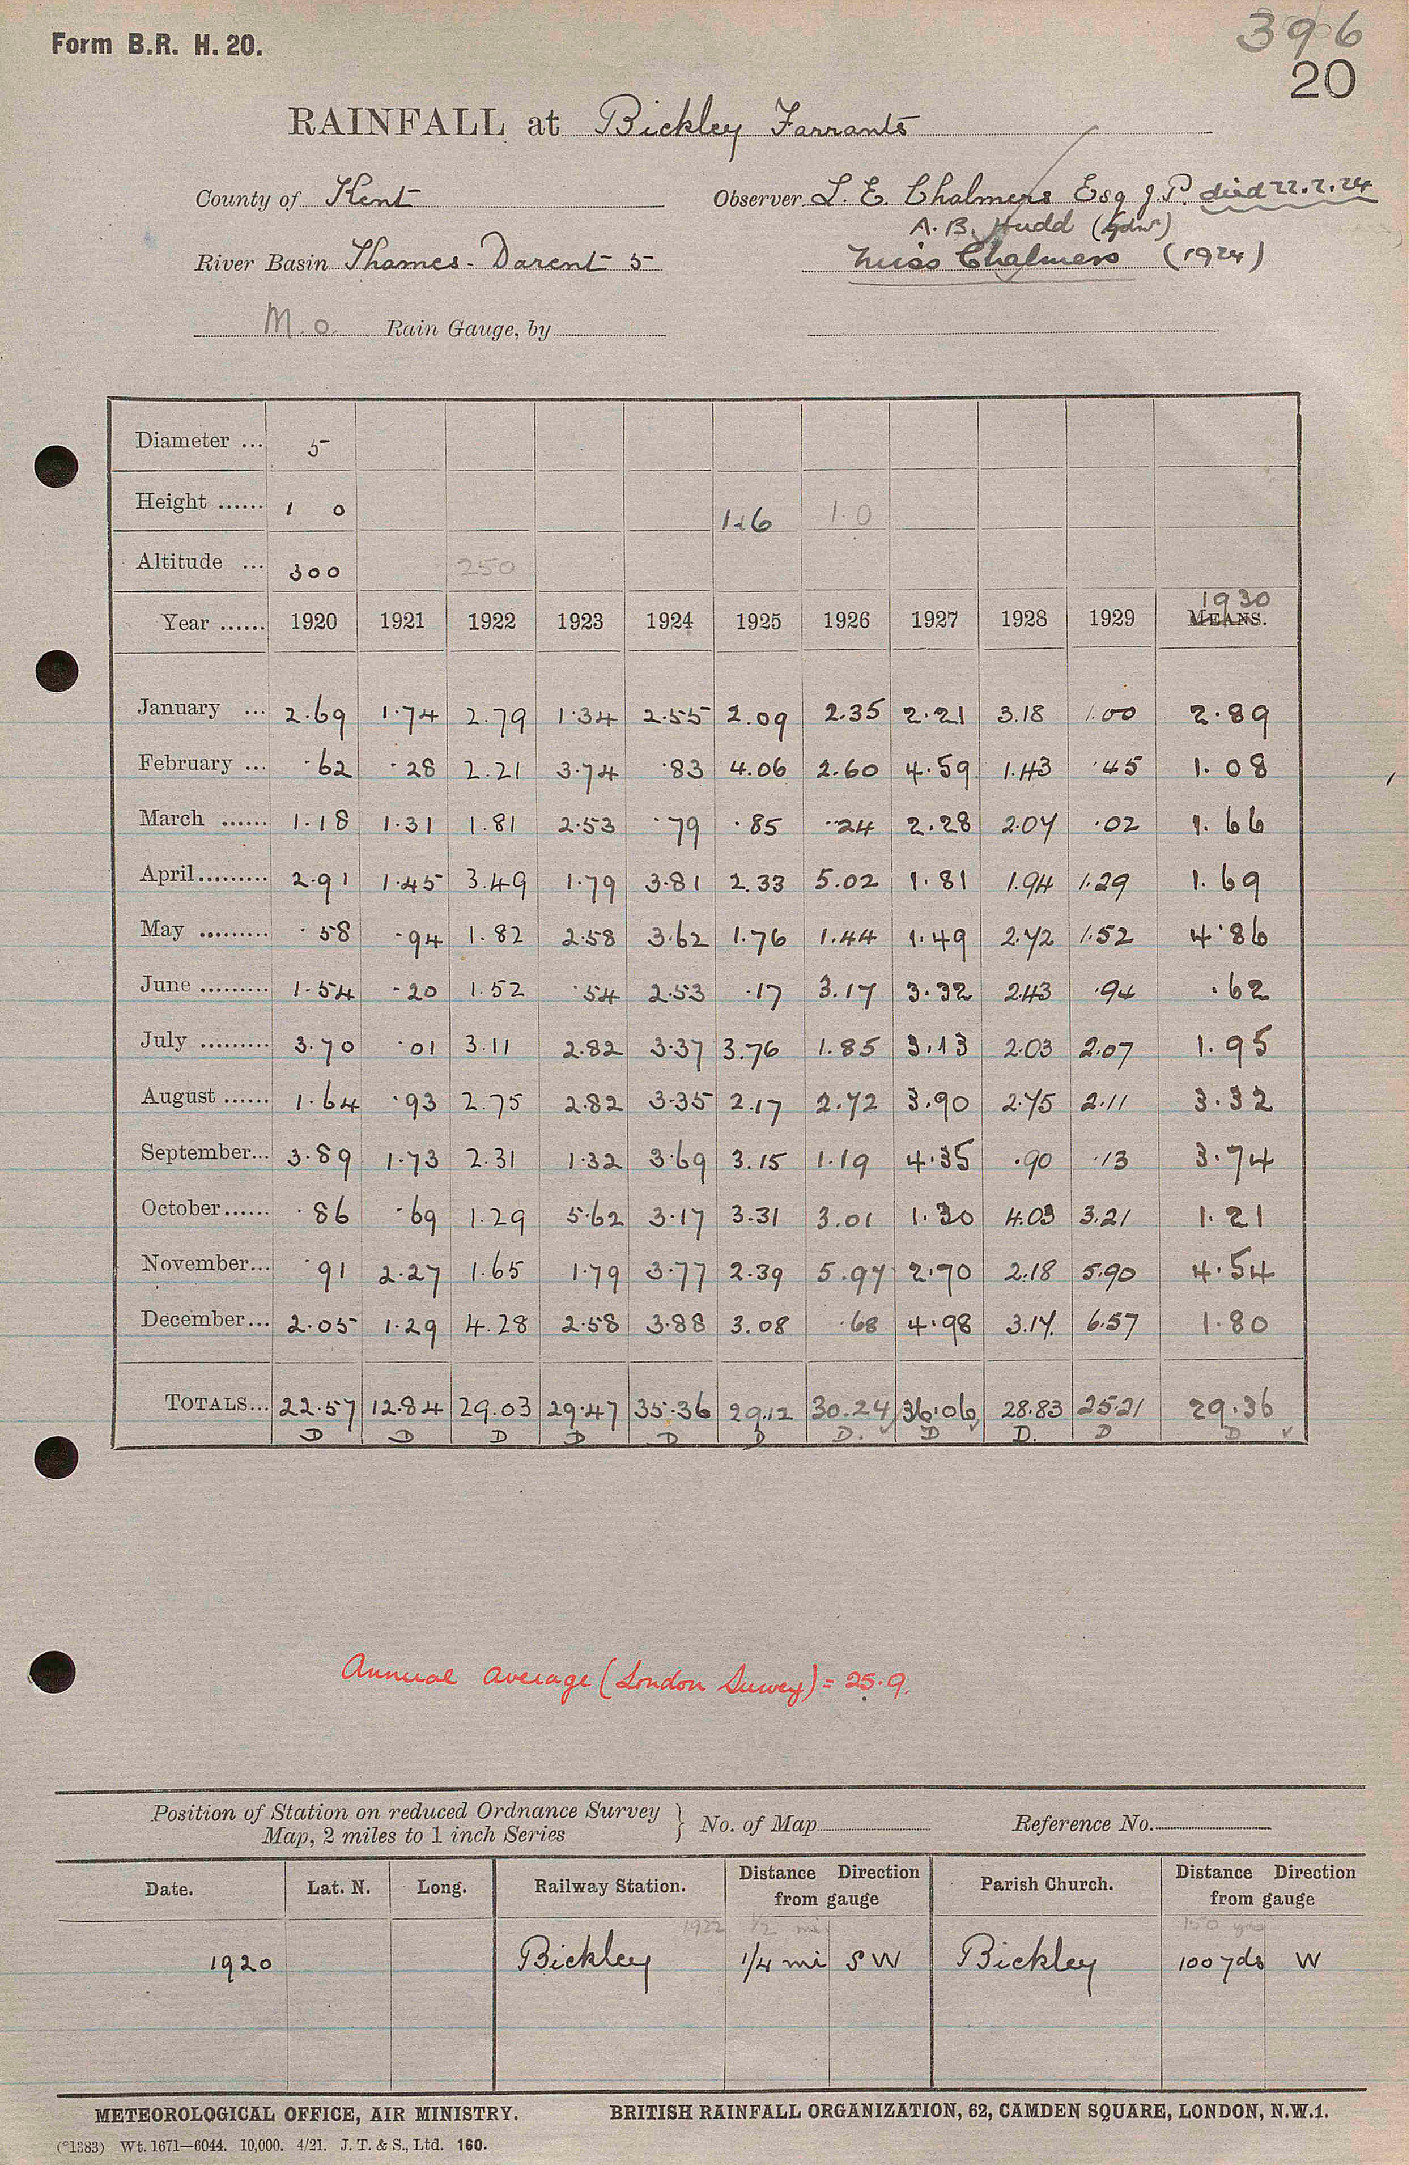 Form B.R. H. 20.
396
20
RAINFALL at Bickley Farrants
County of Kent
Observer L. E. Chalmers Esq J.P. died 22.2.24
A. B. Hudd (Gdnr)
River Basin Thames - Darent 5
Miss Chalmers (1924)
M.O. Rain Gauge, by
Diameter ... 5
Height ...... 1 0 1.6 1.0
Altitude ... 300 250
1930
Year ...... 1920 1921 1922 1923 1924 1925 1926 1927 1928 1929 MEANS.
January ... 2.69 1.74 2.79 1.34 2.55 2.09 2.35 2.21 3.18 1.00 2.89
February ... .62 .28 2.21 3.74 .83 4.06 2.60 4.59 1.43 .45 1.08
March ...... 1.18 1.31 1.81 2.53 .79 .85 .24 2.28 2.07 .02 1.66
April ......... 2.91 1.45 3.49 1.79 3.81 2.33 5.02 1.81 1.94 1.29 1.69
May ......... .58 .94 1.82 2.58 3.62 1.76 1.44 1.49 2.72 1.52 4.86
June ......... 1.54 .20 1.52 .54 2.53 .17 3.17 3.32 2.43 .94 .62
July ......... 3.70 .01 3.11 2.82 3.37 3.76 1.85 3.13 2.03 2.07 1.95
August ...... 1.64 .93 2.75 2.82 3.35 2.17 2.72 3.90 2.75 2.11 3.32
September... 3.89 1.73 2.31 1.32 3.69 3.15 1.19 4.35 .90 .13 3.74
October...... .86 .69 1.29 5.62 3.17 3.31 3.01 1.30 4.03 3.21 1.21
November... .91 2.27 1.65 1.79 3.77 2.39 5.97 2.70 2.18 5.90 4.54
December... 2.05 1.29 4.28 2.58 3.88 3.08 .68 4.98 3.17 6.57 1.80
TOTALS... 22.57 12.84 29.03 29.47 35.36 29.12 30.24 36.06 28.83 25.21 29.36
D D D D D D D. D D. D D
Annual average (London Survey) = 25.9.
Position of Station on reduced Ordnance Survey
Map, 2 miles to 1 inch Series } No. of Map Reference No.
Date. Lat. N. Long. Railway Station. Distance Direction from gauge Parish Church. Distance Direction from gauge
1922 1/2 mi 150 yds
1920 Bickley 1/4 mi SW Bickley 100 yds W
METEOROLOGICAL OFFICE, AIR MINISTRY. BRITISH RAINFALL ORGANIZATION, 62, CAMDEN SQUARE, LONDON, N.W.1.
(*1383) Wt. 1671—6044. 10,000. 4/21. J. T. & S., Ltd. 160.